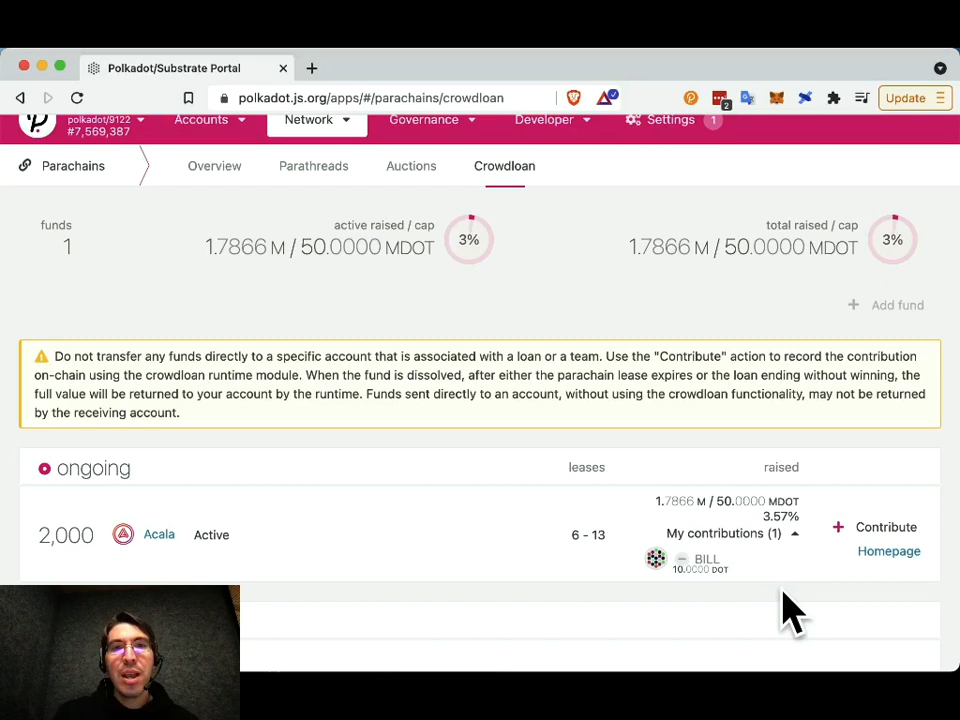 Polkadot/Substrate Portal
polkadot.js.org/apps/#/parachains/crowdloan
2
Update
polkadot/9122
#7,569,387
Accounts
Network
Governance
Developer
Settings
1
Parachains
Overview
Parathreads
Auctions
Crowdloan
funds
1
active raised / cap
1.7866 M / 50.0000 MDOT
3%
total raised / cap
1.7866 M / 50.0000 MDOT
3%
+ Add fund
Do not transfer any funds directly to a specific account that is associated with a loan or a team. Use the "Contribute" action to record the contribution
on-chain using the crowdloan runtime module. When the fund is dissolved, after either the parachain lease expires or the loan ending without winning, the
full value will be returned to your account by the runtime. Funds sent directly to an account, without using the crowdloan functionality, may not be returned
by the receiving account.
ongoing
leases
raised
2,000
Acala
Active
6 - 13
1.7866 M / 50.0000 MDOT
3.57%
My contributions (1)
BILL
10.0000 DOT
+ Contribute
Homepage